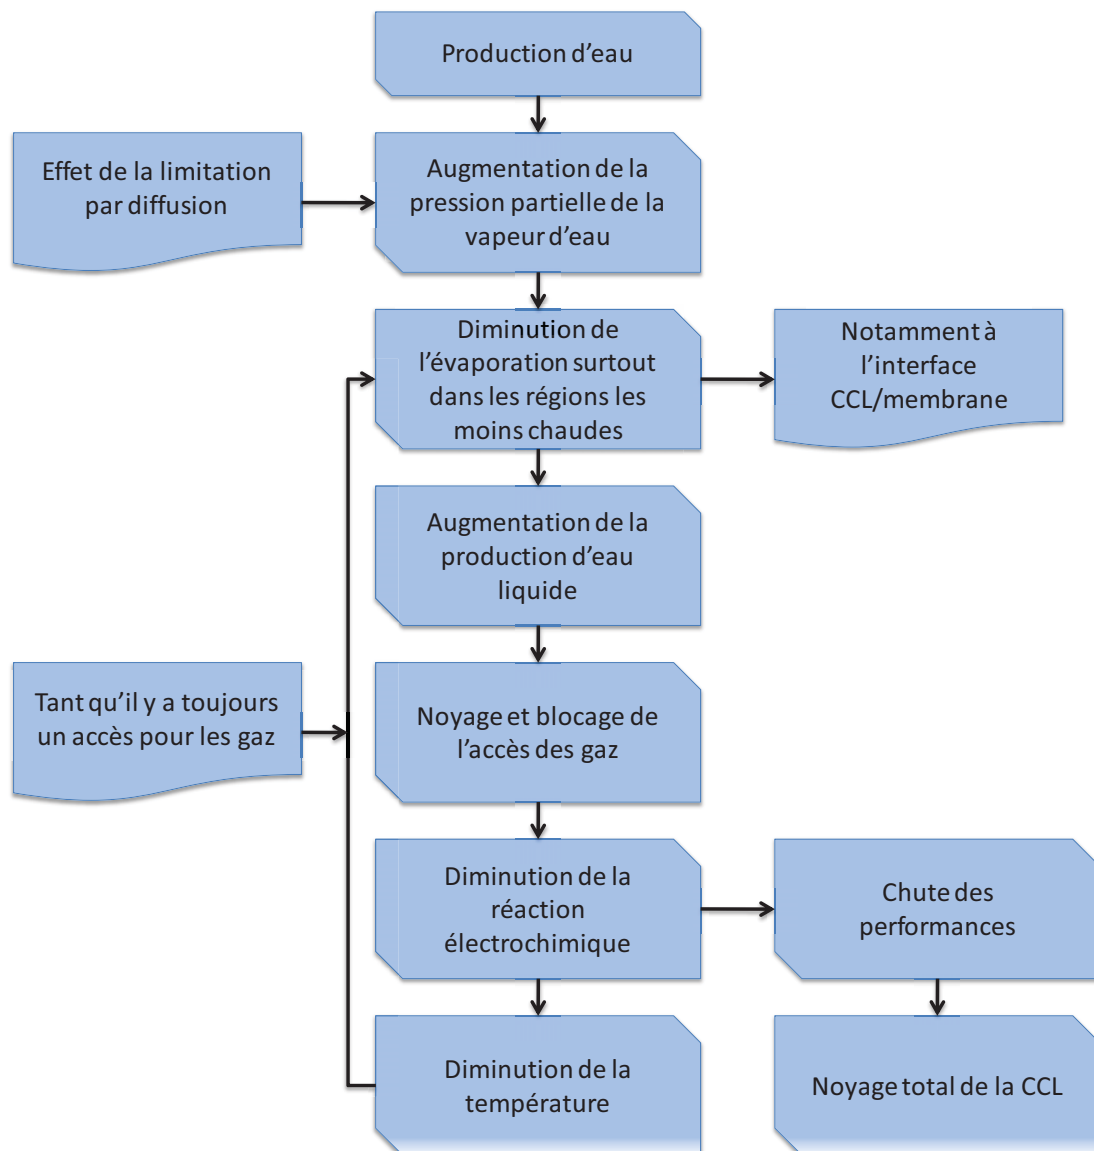 Production d'eau
Effet de la limitation
par diffusion
Augmentation de la
pression partielle de la
vapeur d'eau
Diminution de
l'évaporation surtout
dans les régions les
moins chaudes
Notamment à
l'interface
CCL/membrane
Augmentation de la
production d'eau
liquide
Tant qu'il y a toujours
un accès pour les gaz
Noyage et blocage de
l'accès des gaz
Diminution de la
réaction
électrochimique
Chute des
performances
Diminution de la
température
Noyage total de la CCL